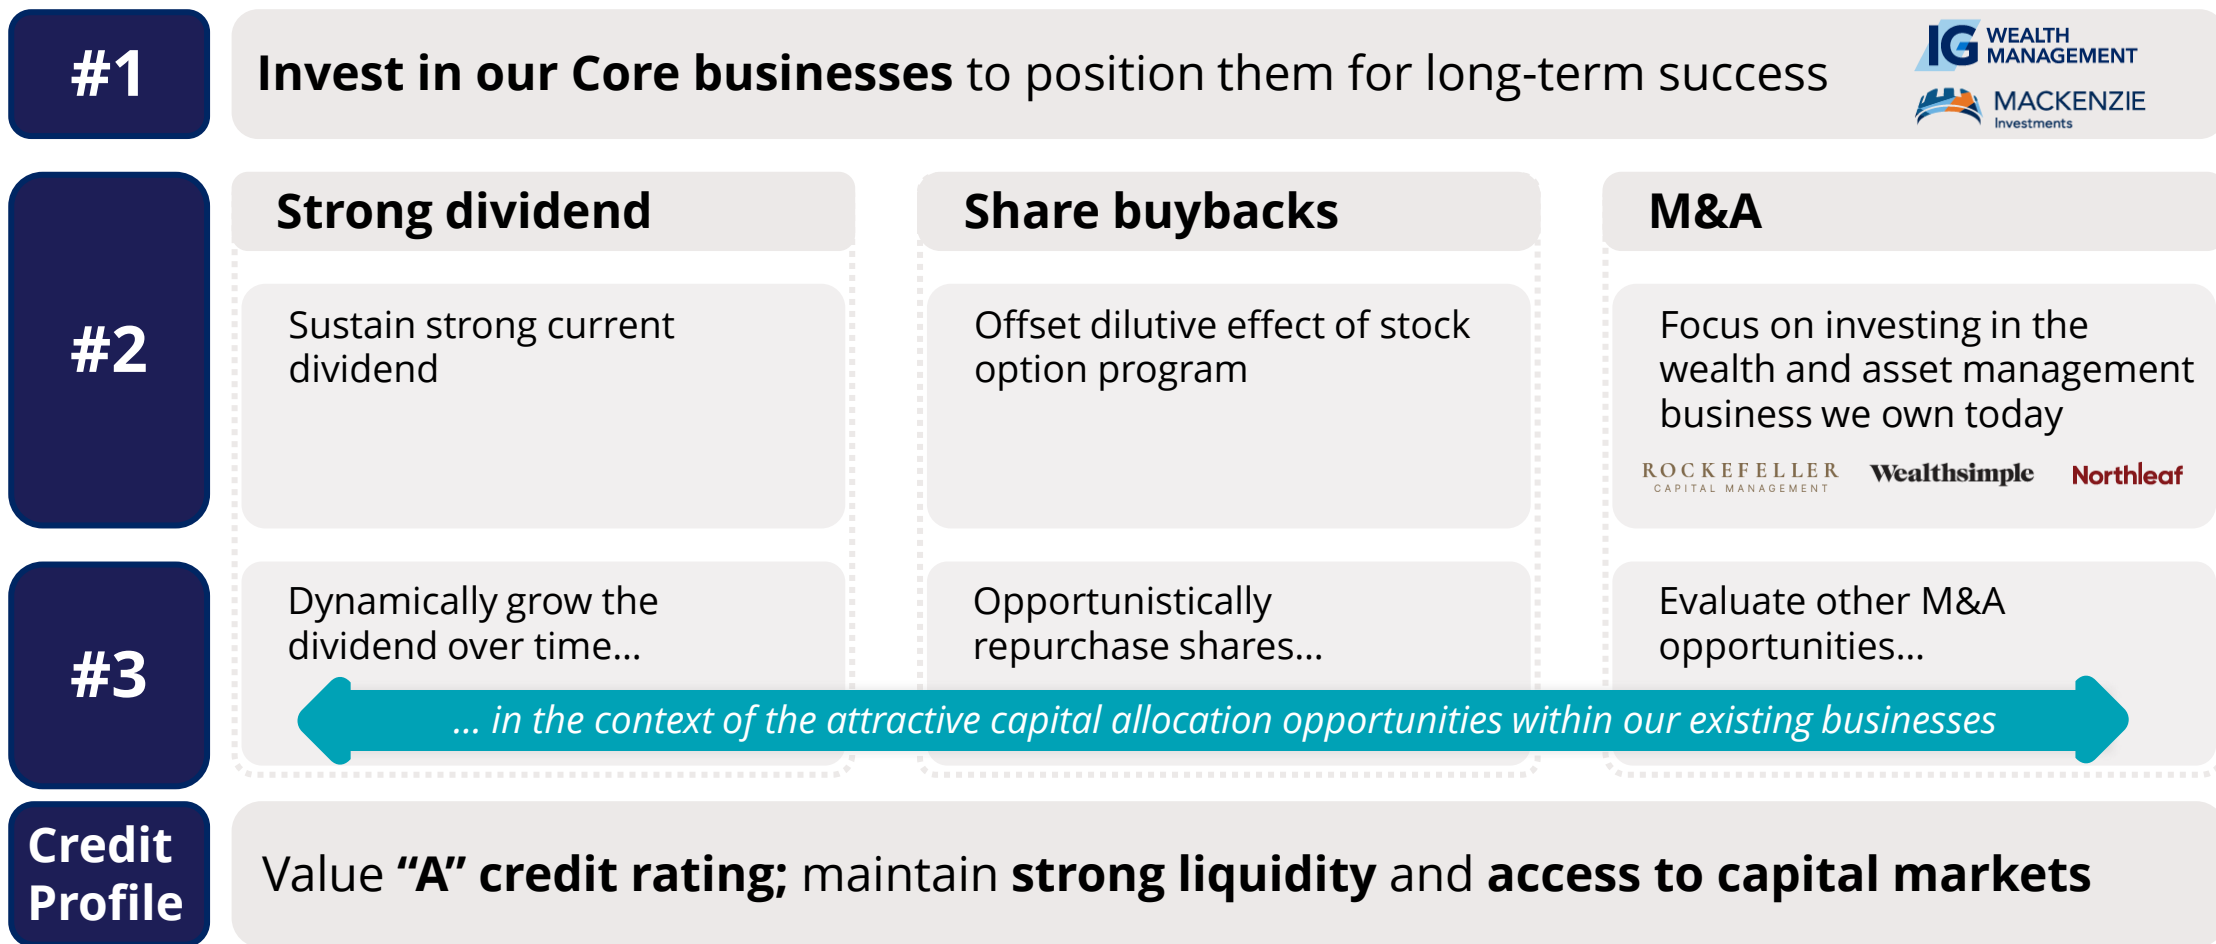 #1
Invest in our Core businesses to position them for long-term success
IG WEALTH
MANAGEMENT
MACKENZIE
Investments
#2
Strong dividend
Sustain strong current
dividend
Share buybacks
Offset dilutive effect of stock
option program
M&A
Focus on investing in the
wealth and asset management
business we own today
ROCKEFELLER
CAPITAL MANAGEMENT
Wealthsimple
Northleaf
#3
Dynamically grow the
dividend over time...
Opportunistically
repurchase shares...
Evaluate other M&A
opportunities...
... in the context of the attractive capital allocation opportunities within our existing businesses
Credit
Profile
Value “A” credit rating; maintain strong liquidity and access to capital markets